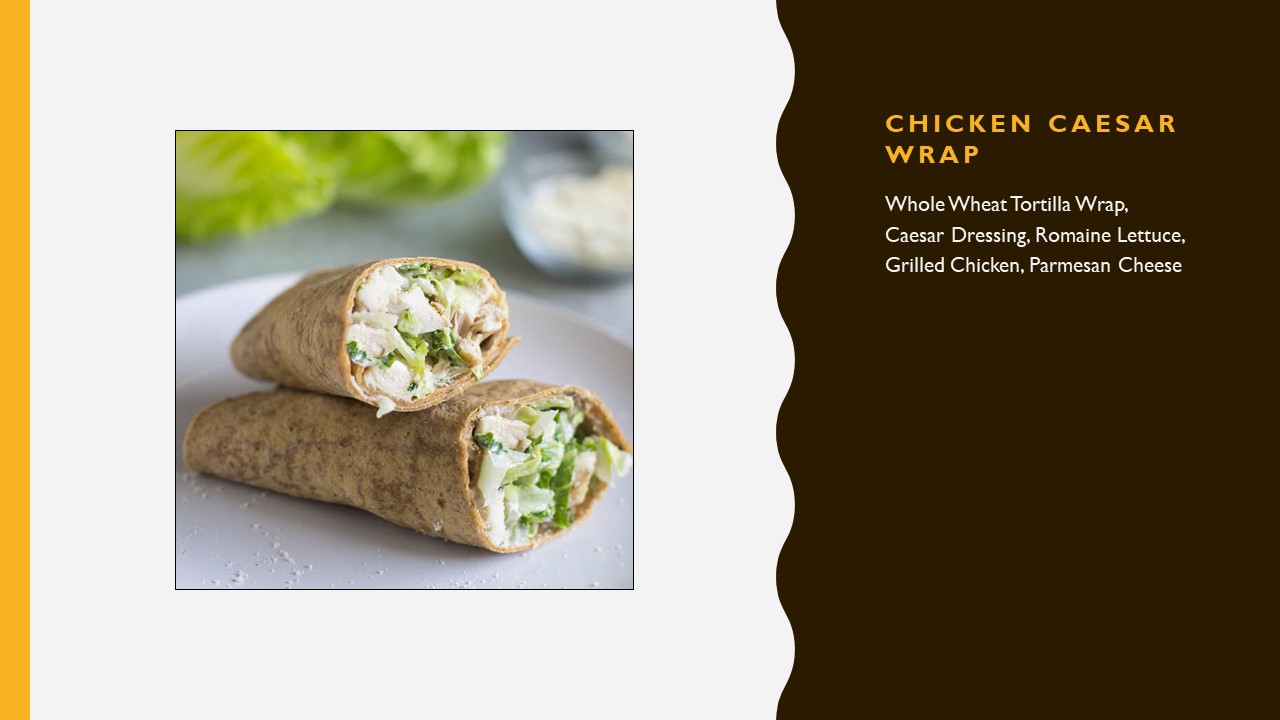 CHICKEN CAESAR
WRAP
Whole Wheat Tortilla Wrap,
Caesar Dressing, Romaine Lettuce,
Grilled Chicken, Parmesan Cheese